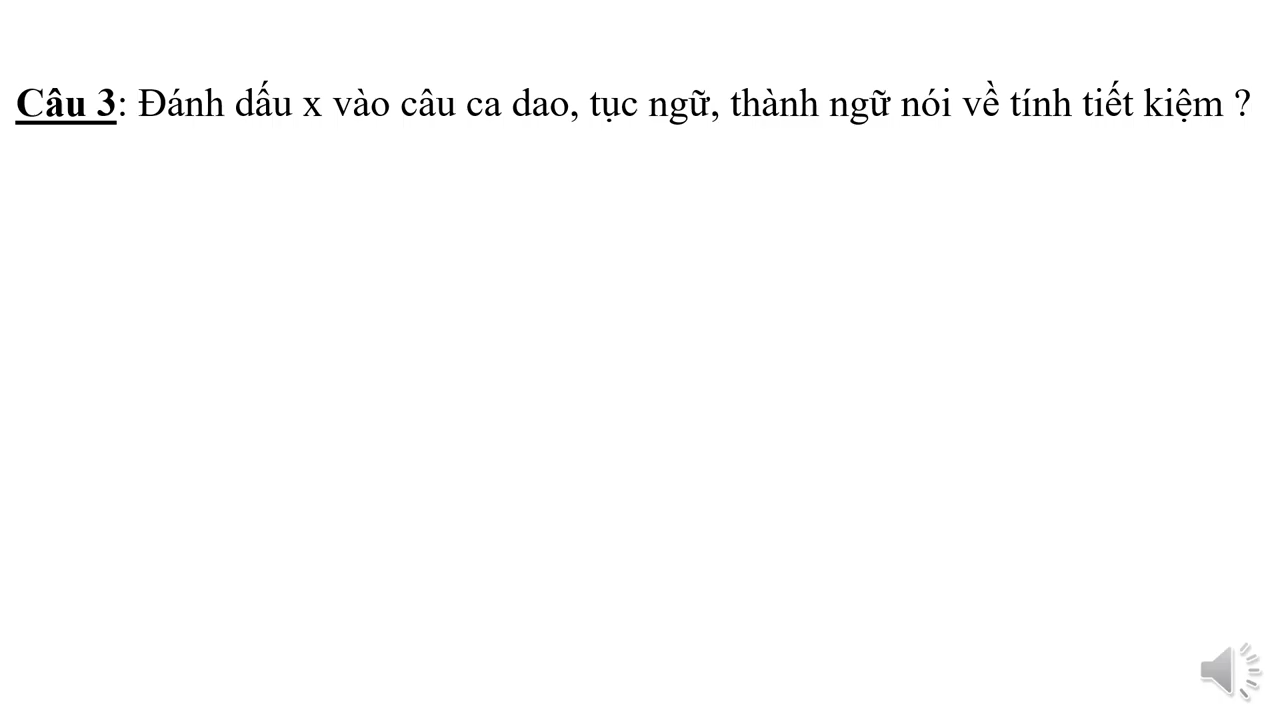 Câu 3: Đánh dấu x vào câu ca dao, tục ngữ, thành ngữ nói về tính tiết kiệm ?